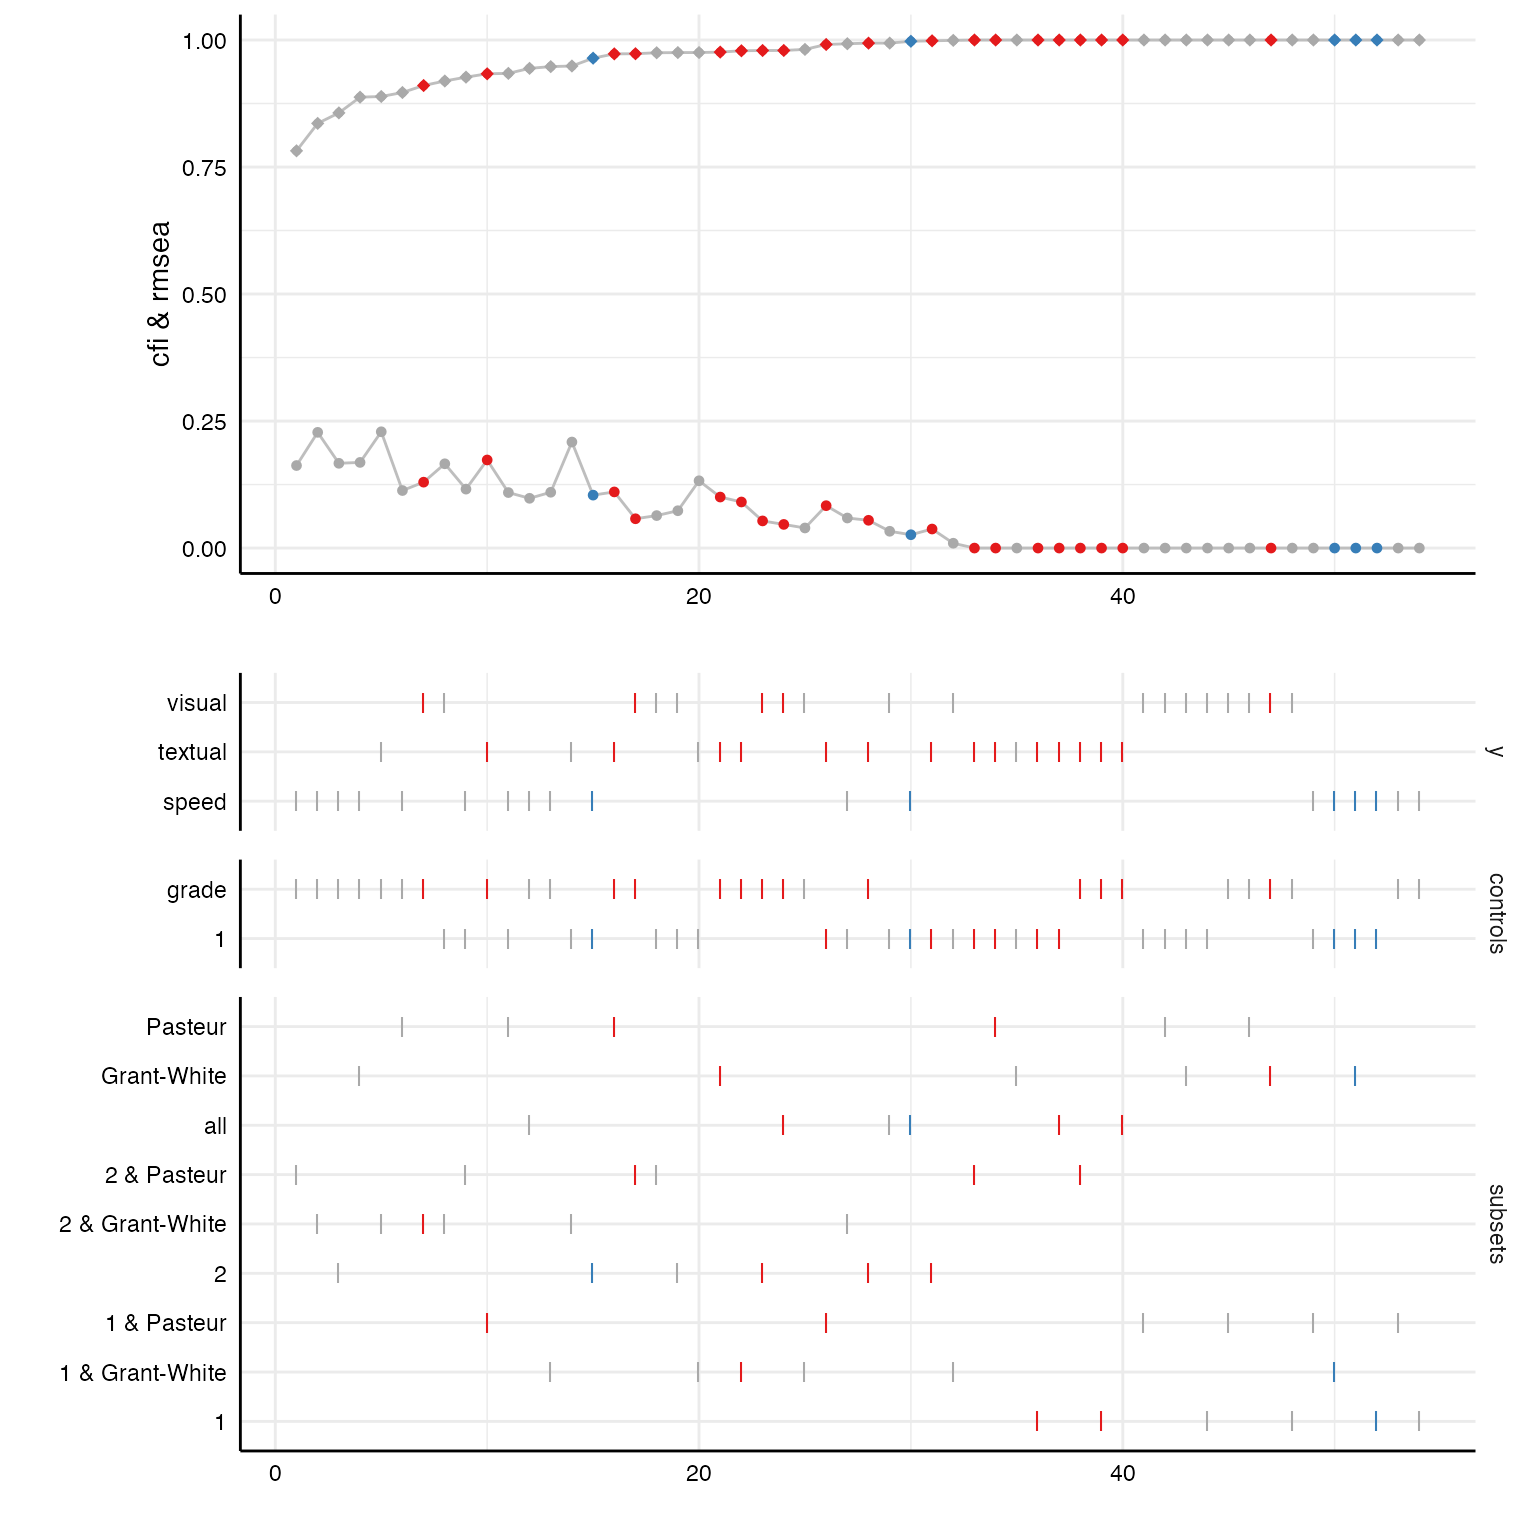 1.00
0.75
0.50
0.25
0.00
cfi & rmsea
0 20 40
visual
textual
speed
y
grade
1
controls
Pasteur
Grant-White
all
2 & Pasteur
2 & Grant-White
2
1 & Pasteur
1 & Grant-White
1
subsets
0 20 40